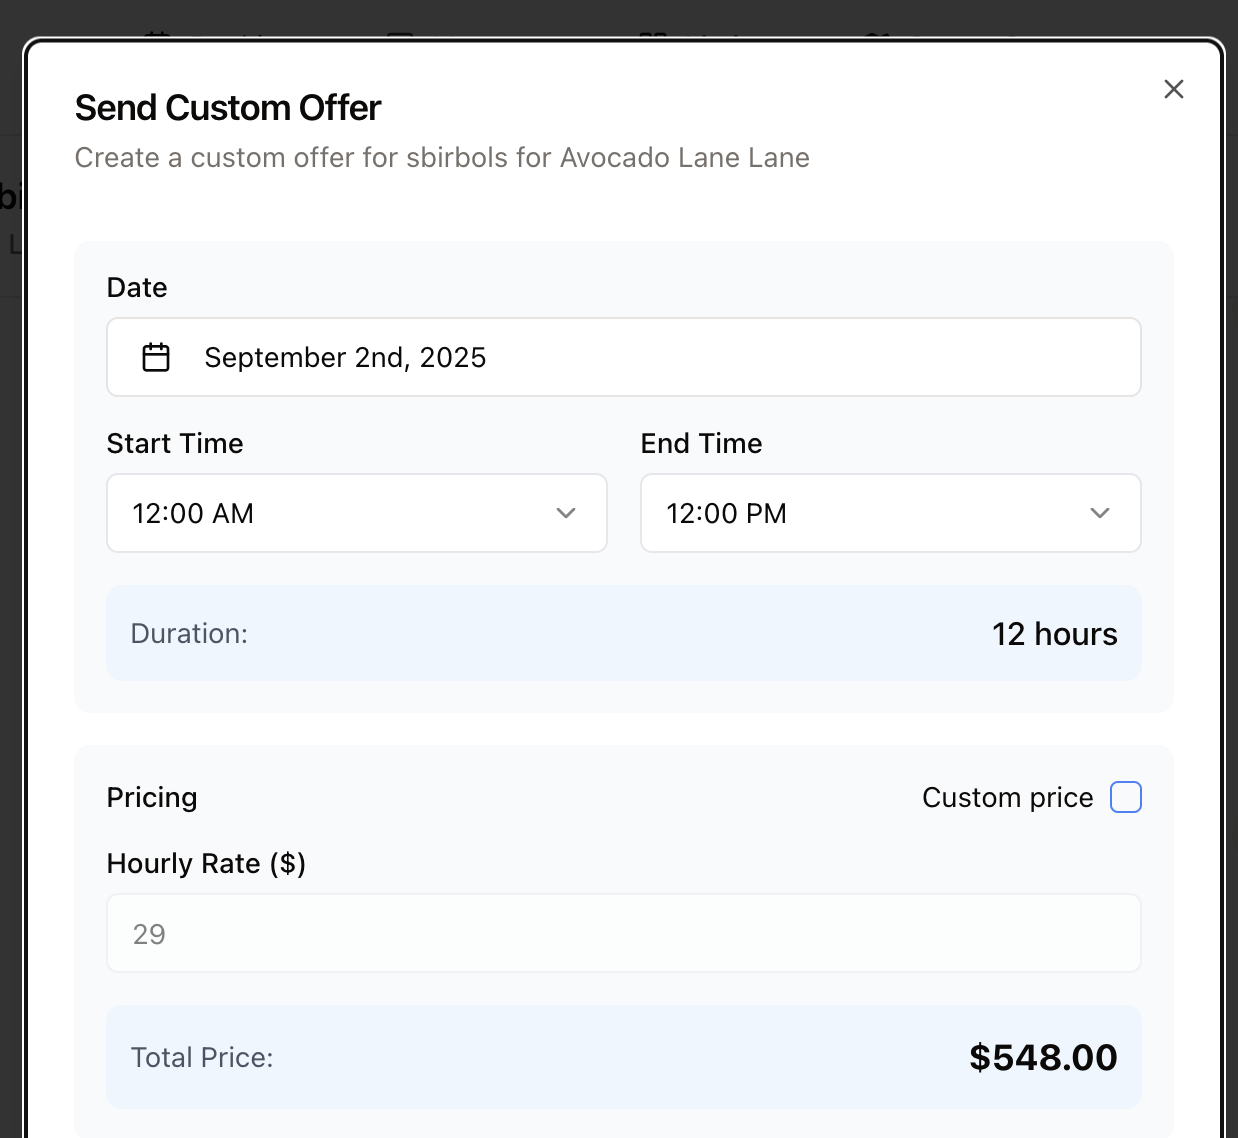 Send Custom Offer
Create a custom offer for sbirbols for Avocado Lane Lane
Date
September 2nd, 2025
Start Time
End Time
12:00 AM
12:00 PM
Duration:
12 hours
Pricing
Custom price
Hourly Rate ($)
29
Total Price:
$548.00